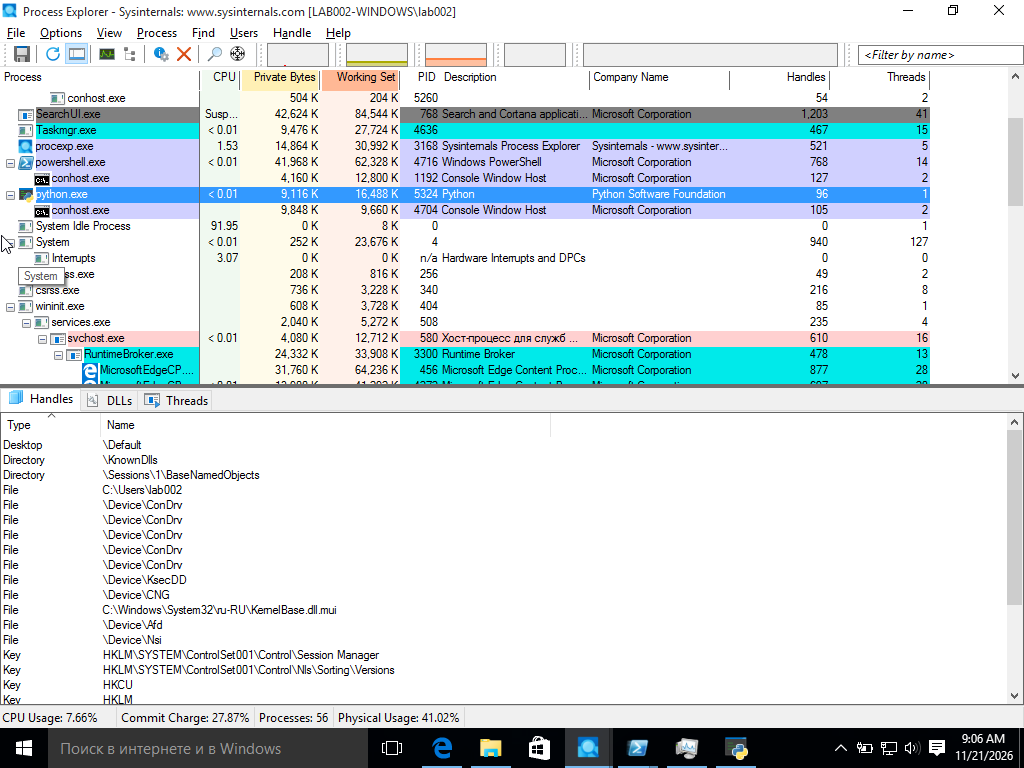 Process Explorer - Sysinternals: www.sysinternals.com [LAB002-WINDOWS\lab002]
File Options View Process Find Users Handle Help
<Filter by name>
Process CPU Private Bytes Working Set PID Description Company Name Handles Threads
conhost.exe 504 K 204 K 5260 54 2
SearchUI.exe Susp... 42,624 K 84,544 K 768 Search and Cortana applicati... Microsoft Corporation 1,203 41
Taskmgr.exe < 0.01 9,476 K 27,724 K 4636 467 15
procexp.exe 1.53 14,864 K 30,992 K 3168 Sysinternals Process Explorer Sysinternals - www.sysinter... 521 5
powershell.exe < 0.01 41,968 K 62,328 K 4716 Windows PowerShell Microsoft Corporation 768 14
conhost.exe 4,160 K 12,800 K 1192 Console Window Host Microsoft Corporation 127 2
python.exe < 0.01 9,116 K 16,488 K 5324 Python Python Software Foundation 96 1
conhost.exe 9,848 K 9,660 K 4704 Console Window Host Microsoft Corporation 105 2
System Idle Process 91.95 0 K 8 K 0 0 1
System < 0.01 252 K 23,676 K 4 940 127
Interrupts 3.07 0 K 0 K n/a Hardware Interrupts and DPCs 0 0
ss.exe 208 K 816 K 256 49 2
System
csrss.exe 736 K 3,228 K 340 216 8
wininit.exe 608 K 3,728 K 404 85 1
services.exe 2,040 K 5,272 K 508 235 4
svchost.exe < 0.01 4,080 K 12,712 K 580 Хост-процесс для служб ... Microsoft Corporation 610 16
RuntimeBroker.exe 24,332 K 33,908 K 3300 Runtime Broker Microsoft Corporation 478 13
MicrosoftEdgeCP.... 31,760 K 64,236 K 456 Microsoft Edge Content Proc... Microsoft Corporation 877 28
Handles DLLs Threads
Type Name
Desktop \Default
Directory \KnownDlls
Directory \Sessions\1\BaseNamedObjects
File C:\Users\lab002
File \Device\ConDrv
File \Device\ConDrv
File \Device\ConDrv
File \Device\ConDrv
File \Device\ConDrv
File \Device\KsecDD
File \Device\CNG
File C:\Windows\System32\ru-RU\KernelBase.dll.mui
File \Device\Afd
File \Device\Nsi
Key HKLM\SYSTEM\ControlSet001\Control\Session Manager
Key HKLM\SYSTEM\ControlSet001\Control\Nls\Sorting\Versions
Key HKCU
Key HKLM
CPU Usage: 7.66% Commit Charge: 27.87% Processes: 56 Physical Usage: 41.02%
Поиск в интернете и в Windows
9:06 AM
11/21/2026